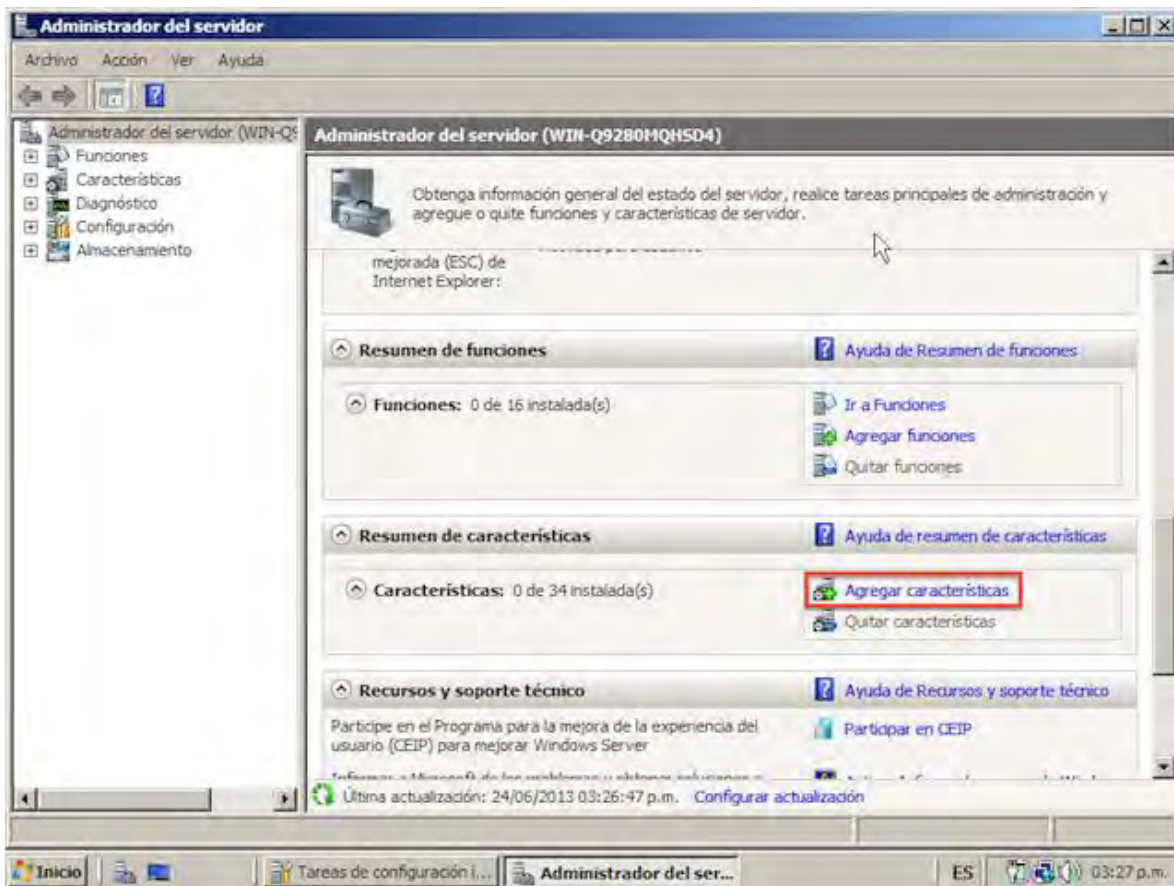 Administrador del servidor
Archivo Acción Ver Ayuda
Administrador del servidor (WIN-Q9
Funciones
Características
Diagnóstico
Configuración
Almacenamiento
Administrador del servidor (WIN-Q9280MQHSD4)
Obtenga información general del estado del servidor, realice tareas principales de administración y
agregue o quite funciones y características de servidor.
mejorada (ESC) de
Internet Explorer:
Resumen de funciones
Ayuda de Resumen de funciones
Funciones: 0 de 16 instalada(s)
Ir a Funciones
Agregar funciones
Quitar funciones
Resumen de características
Ayuda de resumen de características
Características: 0 de 34 instalada(s)
Agregar características
Quitar características
Recursos y soporte técnico
Ayuda de Recursos y soporte técnico
Participe en el Programa para la mejora de la experiencia del
usuario (CEIP) para mejorar Windows Server
Participar en CEIP
Última actualización: 24/06/2013 03:26:47 p.m. Configurar actualización
Inicio
Tareas de configuración i...
Administrador del ser...
ES
03:27 p.m.